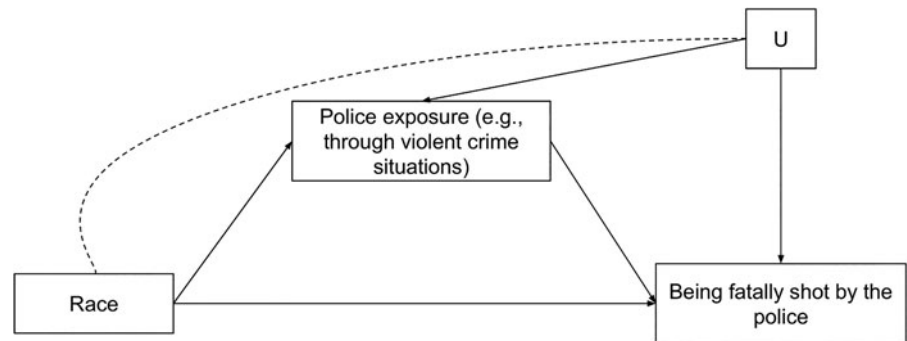 U
Police exposure (e.g.,
through violent crime
situations)
Race
Being fatally shot by the
police